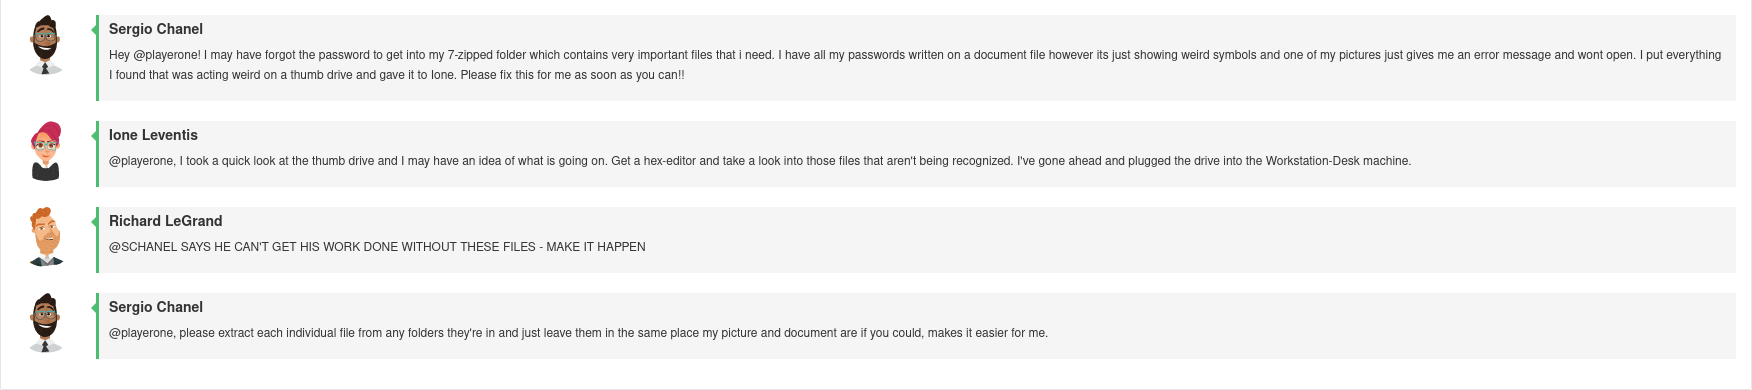 Sergio Chanel
Hey @playerone! I may have forgot the password to get into my 7-zipped folder which contains very important files that i need. I have all my passwords written on a document file however its just showing weird symbols and one of my pictures just gives me an error message and wont open. I put everything
I found that was acting weird on a thumb drive and gave it to Ione. Please fix this for me as soon as you can!!
Ione Leventis
@playerone, I took a quick look at the thumb drive and I may have an idea of what is going on. Get a hex-editor and take a look into those files that aren't being recognized. I've gone ahead and plugged the drive into the Workstation-Desk machine.
Richard LeGrand
@SCHANEL SAYS HE CAN'T GET HIS WORK DONE WITHOUT THESE FILES - MAKE IT HAPPEN
Sergio Chanel
@playerone, please extract each individual file from any folders they're in and just leave them in the same place my picture and document are if you could, makes it easier for me.